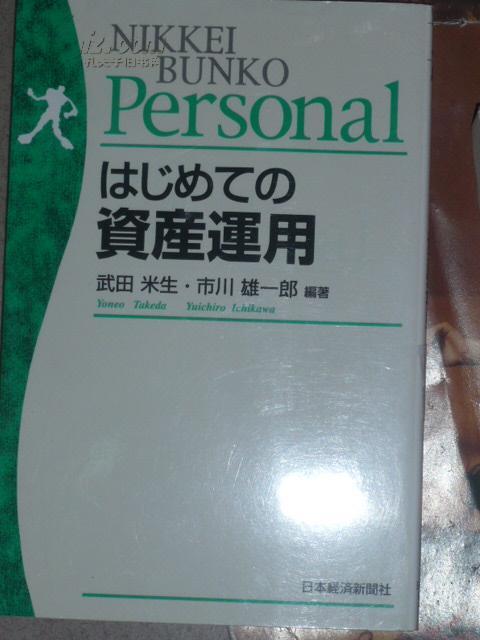 NIKKEI
BUNKO
Personal
はじめての
資産運用
武田 米生・市川 雄一郎 編著
Yoneo Takeda Yuichiro Ichikawa
日本経済新聞社